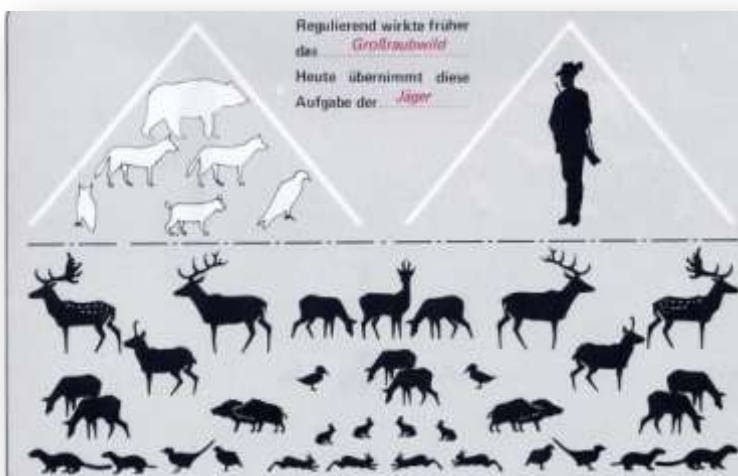 Regulierend wirkte früher
das Großraubwild
Heute übernimmt diese
Aufgabe der Jäger